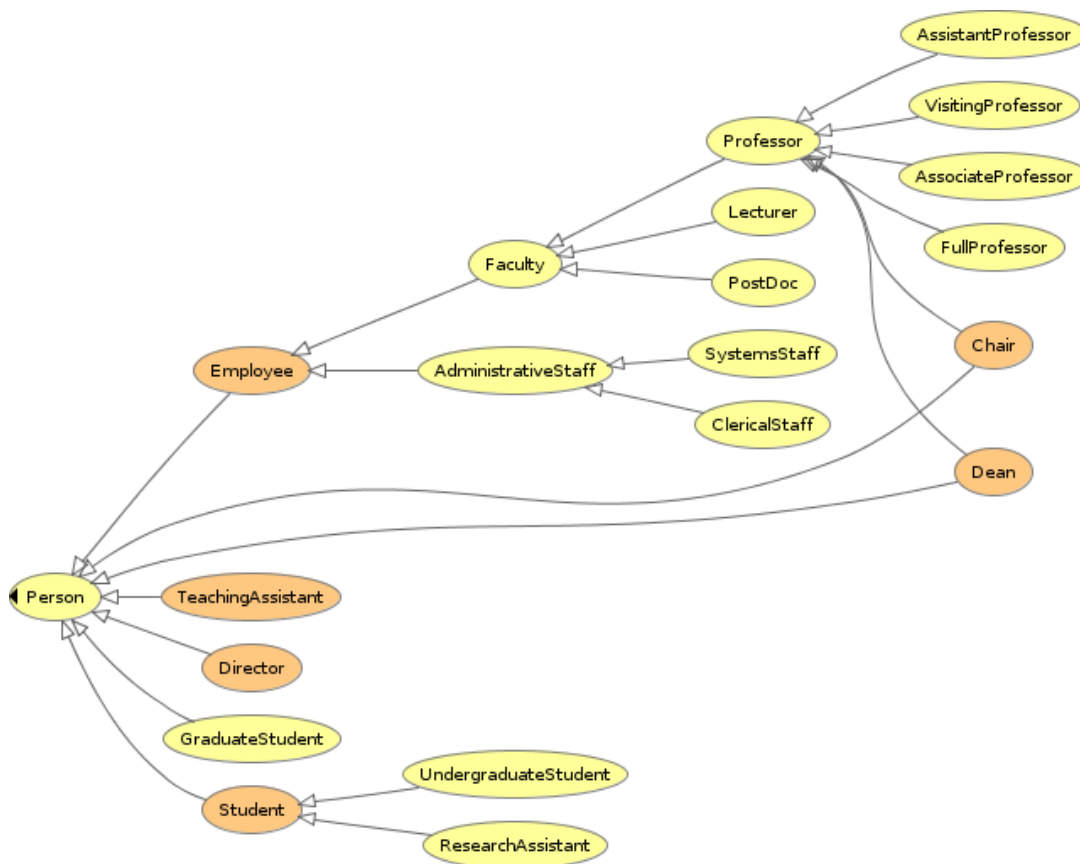 AssistantProfessor
VisitingProfessor
Professor
AssociateProfessor
Lecturer
FullProfessor
Faculty
PostDoc
Chair
SystemsStaff
Employee
AdministrativeStaff
ClericalStaff
Dean
Person
TeachingAssistant
Director
GraduateStudent
UndergraduateStudent
Student
ResearchAssistant